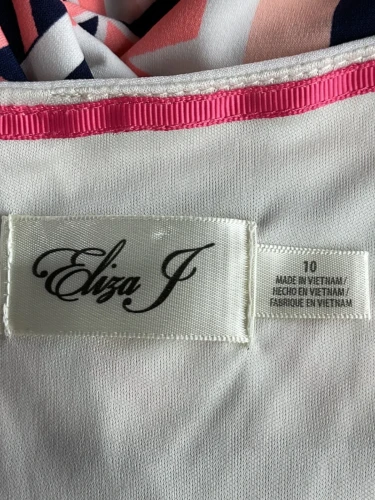 Eliza J
10
MADE IN VIETNAM/
HECHO EN VIETNAM/
FABRIQUE EN VIETNAM